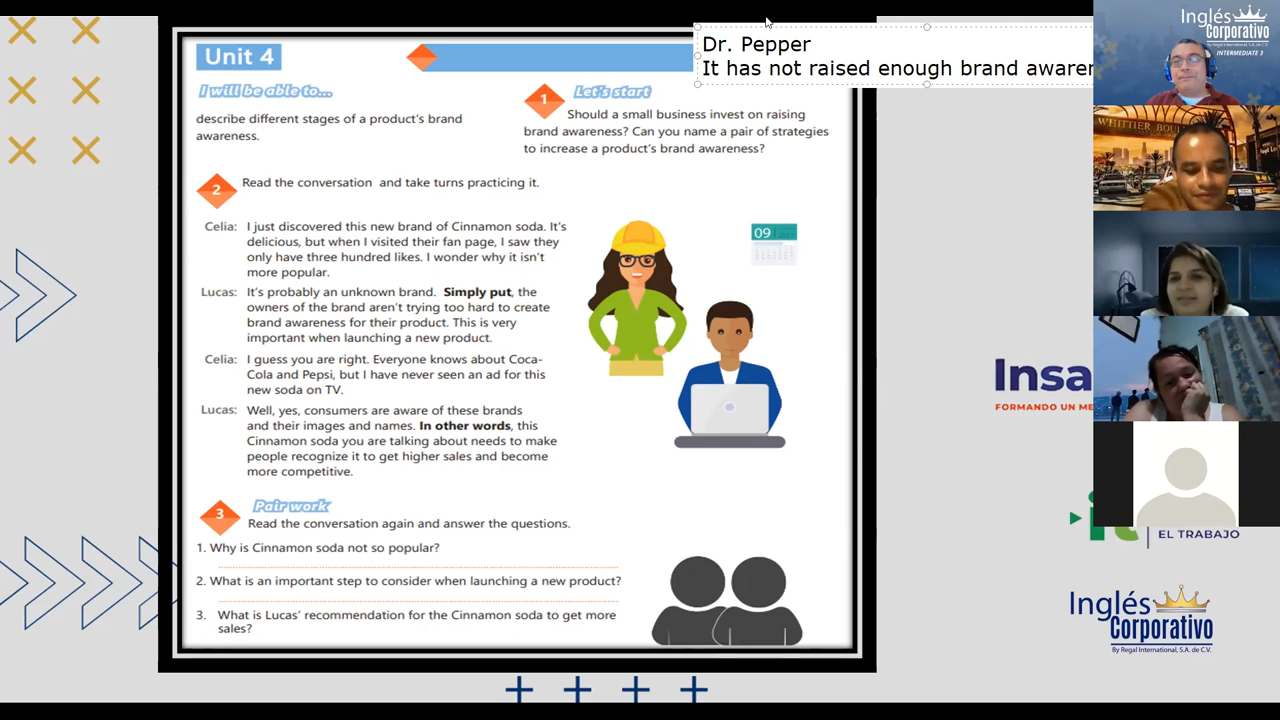 Unit 4
Dr. Pepper
It has not raised enough brand awaren
I will be able to...
describe different stages of a product's brand
awareness.
1
Let's start
Should a small business invest on raising
brand awareness? Can you name a pair of strategies
to increase a product's brand awareness?
2
Read the conversation and take turns practicing it.
Celia: I just discovered this new brand of Cinnamon soda. It's
delicious, but when I visited their fan page, I saw they
only have three hundred likes. I wonder why it isn't
more popular.
Lucas: It's probably an unknown brand. Simply put, the
owners of the brand aren't trying too hard to create
brand awareness for their product. This is very
important when launching a new product.
Celia: I guess you are right. Everyone knows about Coca-
Cola and Pepsi, but I have never seen an ad for this
new soda on TV.
Lucas: Well, yes, consumers are aware of these brands
and their images and names. In other words, this
Cinnamon soda you are talking about needs to make
people recognize it to get higher sales and become
more competitive.
09
3
Pair work
Read the conversation again and answer the questions.
1. Why is Cinnamon soda not so popular?
2. What is an important step to consider when launching a new product?
3. What is Lucas' recommendation for the Cinnamon soda to get more
sales?
Inglés
Corporativo
By Regal International, S.A. de C.V.
INTERMEDIATE 3
WHITTIER BOU
Insa
FORMANDO UN ME
EL TRABAJO
Inglés
Corporativo
By Regal International, S.A. de C.V.